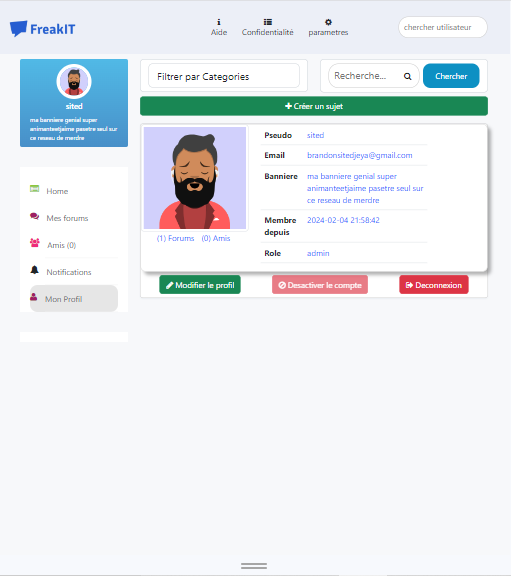 FreakIT
Aide
Confidentialité
parametres
chercher utilisateur
sited
ma banniere genial super
animanteetjaime pasetre seul sur
ce reseau de merdre
Home
Mes forums
Amis (0)
Notifications
Mon Profil
Filtrer par Categories
Recherche...
Chercher
Créer un sujet
(1) Forums (0) Amis
Pseudo sited
Email brandonsitedjeya@gmail.com
Banniere ma banniere genial super
animanteetjaime pasetre seul sur
ce reseau de merdre
Membre 2024-02-04 21:58:42
depuis
Role admin
Modifier le profil
Desactiver le compte
Deconnexion